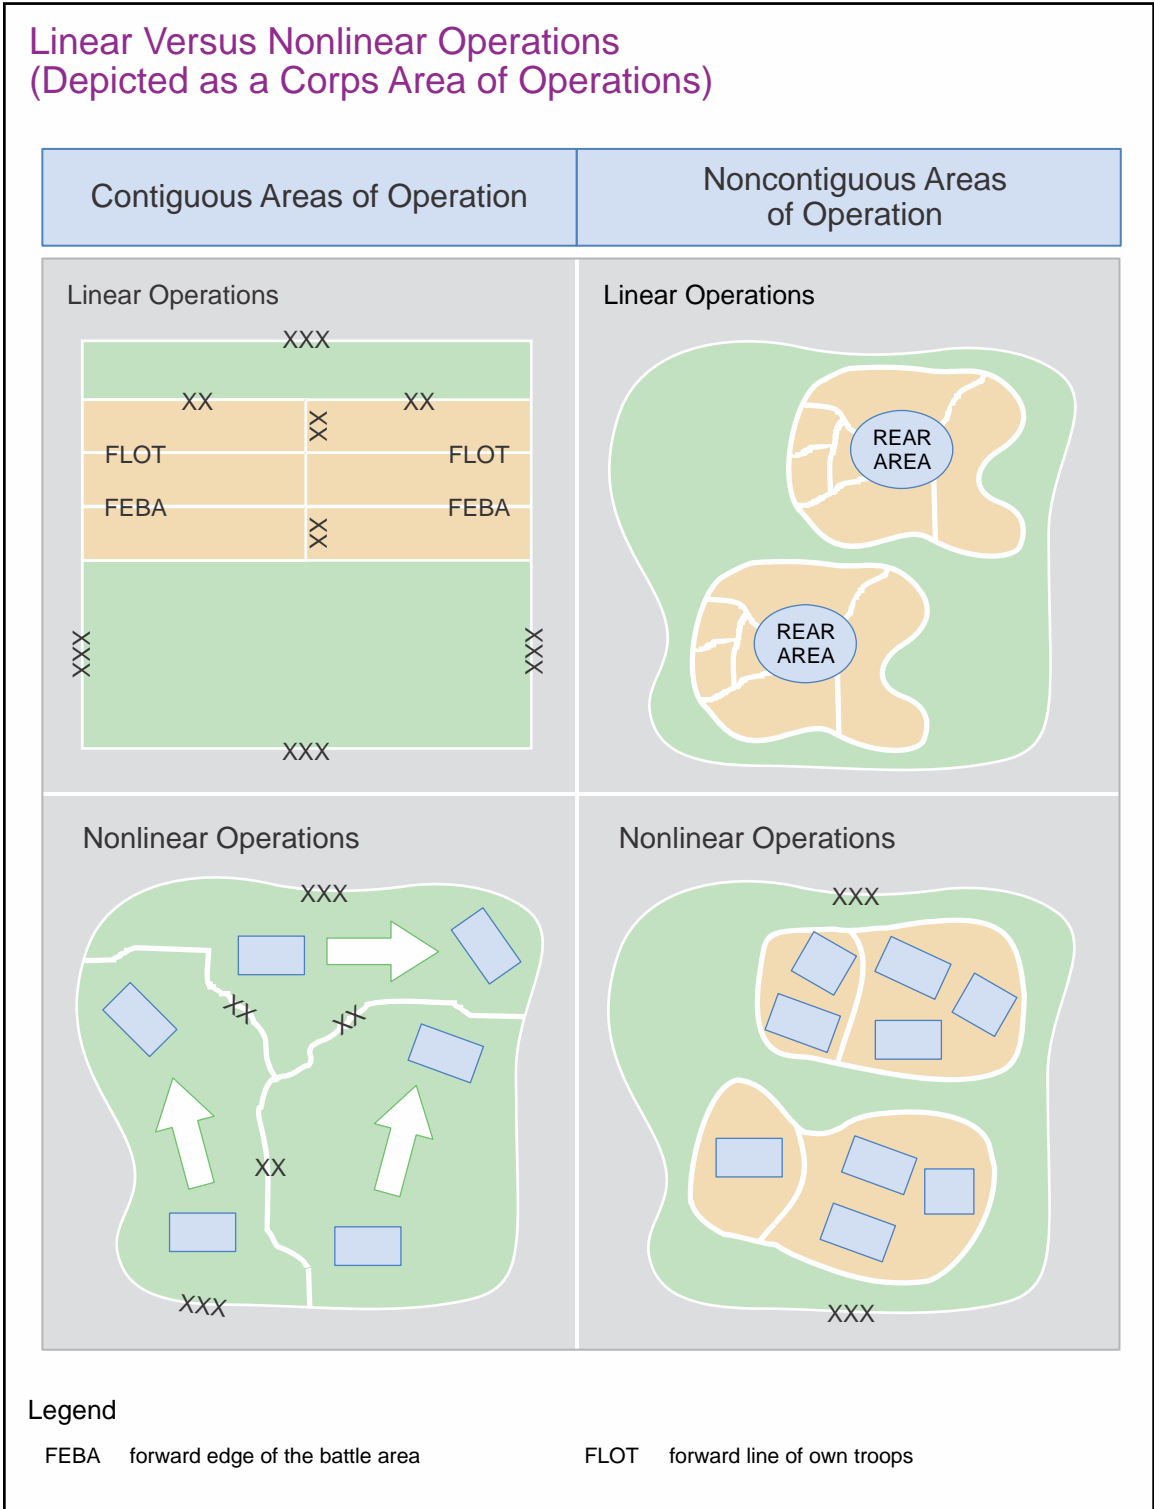 Linear Versus Nonlinear Operations
(Depicted as a Corps Area of Operations)
Contiguous Areas of Operation
Noncontiguous Areas
of Operation
Linear Operations
XXX
XX XX
XX
FLOT FLOT
FEBA FEBA
XX
XXX XXX
XXX
Linear Operations
REAR
AREA
REAR
AREA
Nonlinear Operations
XXX
XX XX
XX
XXX
Nonlinear Operations
XXX
XXX
Legend
FEBA forward edge of the battle area
FLOT forward line of own troops